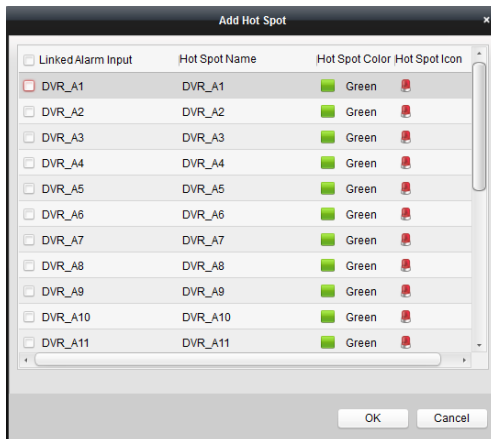 Add Hot Spot ×
Linked Alarm Input Hot Spot Name Hot Spot Color Hot Spot Icon
DVR_A1 DVR_A1 Green
DVR_A2 DVR_A2 Green
DVR_A3 DVR_A3 Green
DVR_A4 DVR_A4 Green
DVR_A5 DVR_A5 Green
DVR_A6 DVR_A6 Green
DVR_A7 DVR_A7 Green
DVR_A8 DVR_A8 Green
DVR_A9 DVR_A9 Green
DVR_A10 DVR_A10 Green
DVR_A11 DVR_A11 Green
OK Cancel